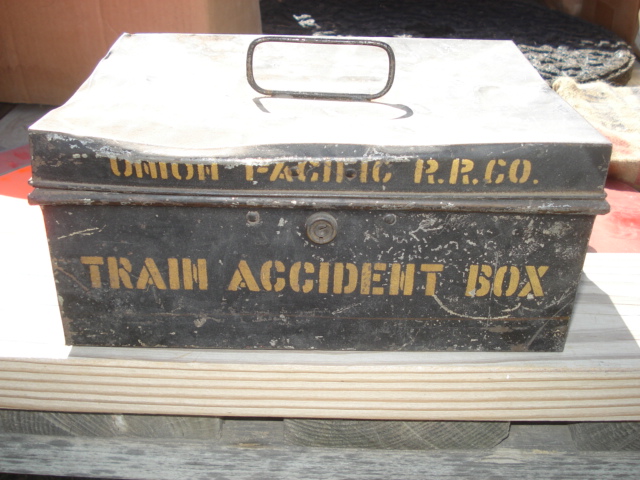 UNION PACIFIC R.R.CO.
TRAIN ACCIDENT BOX